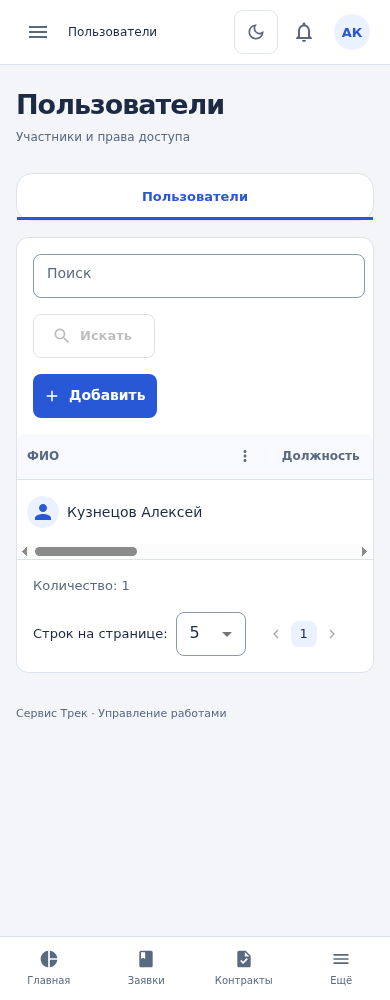 Пользователи
АК
Пользователи
Участники и права доступа
Пользователи
Поиск
Искать
Добавить
ФИО
Должность
Кузнецов Алексей
Количество: 1
Строк на странице:
5
1
Сервис Трек · Управление работами
Главная
Заявки
Контракты
Ещё